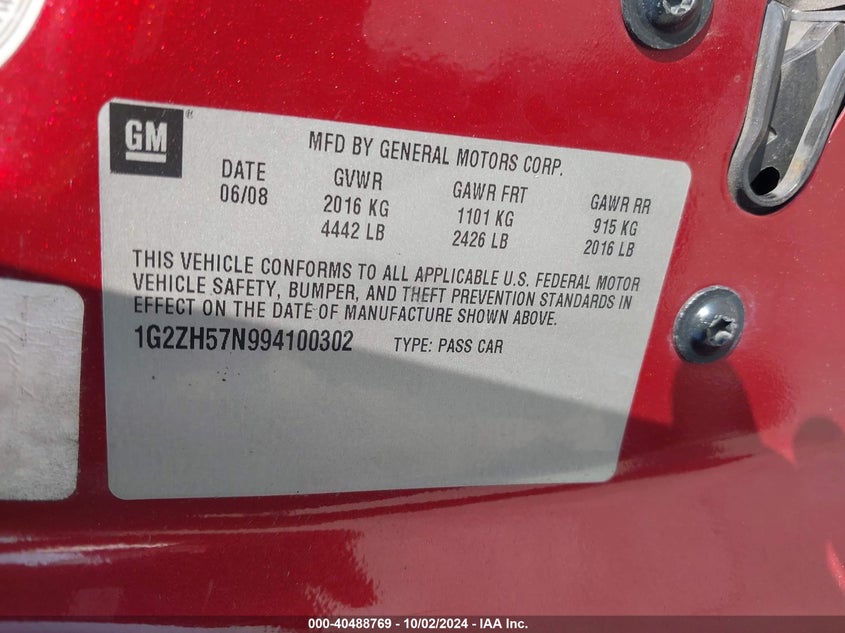 GM
MFD BY GENERAL MOTORS CORP.
DATE GVWR GAWR FRT GAWR RR
06/08 2016 KG 1101 KG 915 KG
4442 LB 2426 LB 2016 LB
THIS VEHICLE CONFORMS TO ALL APPLICABLE U.S. FEDERAL MOTOR
VEHICLE SAFETY, BUMPER, AND THEFT PREVENTION STANDARDS IN
EFFECT ON THE DATE OF MANUFACTURE SHOWN ABOVE.
1G2ZH57N994100302 TYPE: PASS CAR
000-40488769 - 10/02/2024 - IAA Inc.